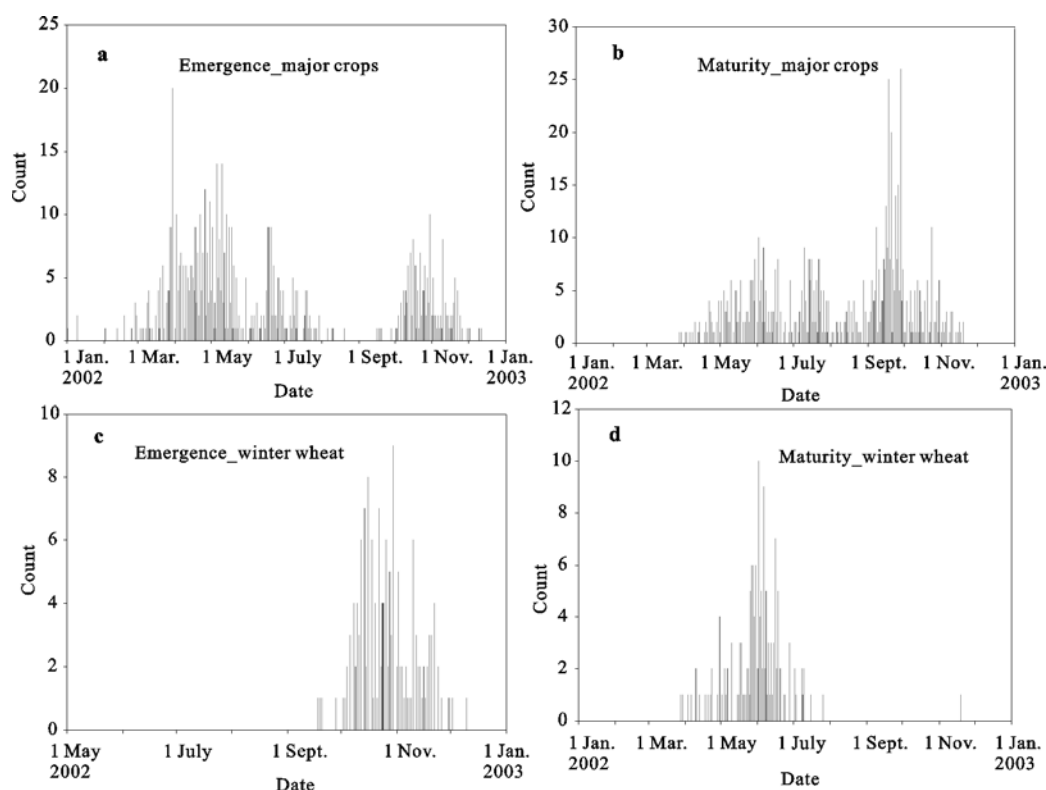 a
Emergence_major crops
Count
25
20
15
10
5
0
1 Jan. 1 Mar. 1 May 1 July 1 Sept. 1 Nov. 1 Jan.
2002 2003
Date
b
Maturity_major crops
Count
30
25
20
15
10
5
0
1 Jan. 1 Mar. 1 May 1 July 1 Sept. 1 Nov. 1 Jan.
2002 2003
Date
c
Emergence_winter wheat
Count
10
8
6
4
2
0
1 May 1 July 1 Sept. 1 Nov. 1 Jan.
2002 2003
Date
d
Maturity_winter wheat
Count
12
10
8
6
4
2
0
1 Jan. 1 Mar. 1 May 1 July 1 Sept. 1 Nov. 1 Jan.
2002 2003
Date